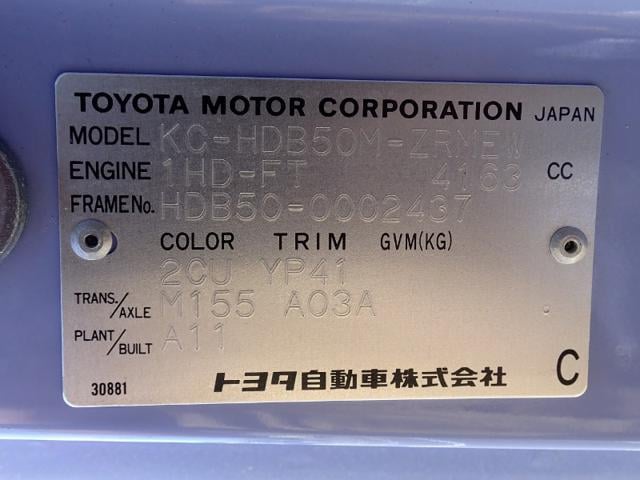 TOYOTA MOTOR CORPORATION JAPAN
MODEL KC-HDB50M-ZRMEW
ENGINE 1HD-FT 4163 CC
FRAME No. HDB50-0002437
COLOR TRIM GVM(KG)
2CU YP41
TRANS./AXLE M155 A03A
PLANT/BUILT A11
30881 トヨタ自動車株式会社 C